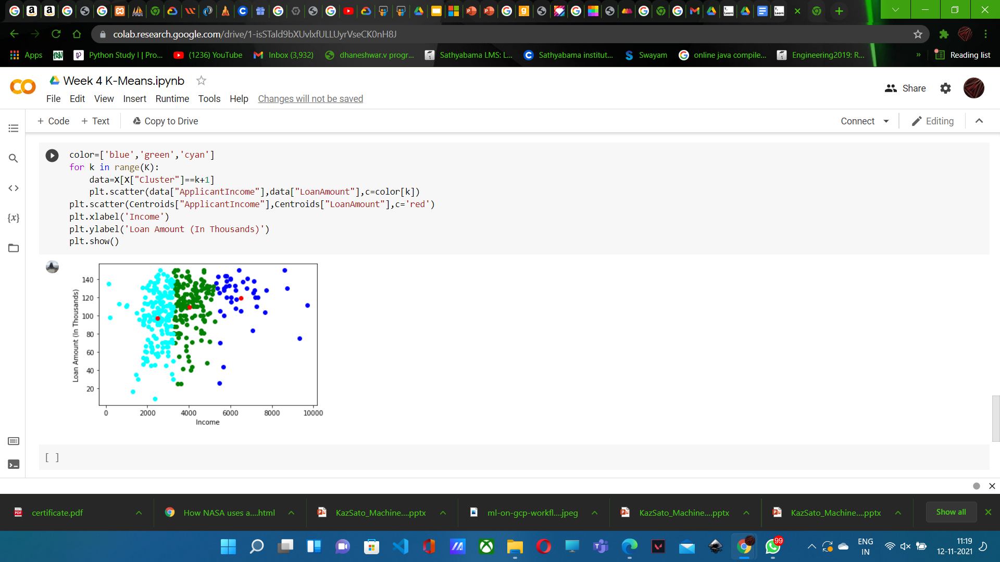 colab.research.google.com/drive/1-isSTald9bXUvlxfULLUyrVseCK0nH8J
Apps
Python Study I | Pro...
(1236) YouTube
Inbox (3,932)
dhaneshwar.v progr...
Sathyabama LMS: L...
Sathyabama institut...
Swayam
online java compile...
Engineering2019: R...
»
Reading list
Week 4 K-Means.ipynb
Share
File Edit View Insert Runtime Tools Help Changes will not be saved
+ Code + Text Copy to Drive
Connect
Editing
color=['blue','green','cyan']
for k in range(K):
    data=X[X["Cluster"]==k+1]
    plt.scatter(data["ApplicantIncome"],data["LoanAmount"],c=color[k])
plt.scatter(Centroids["ApplicantIncome"],Centroids["LoanAmount"],c='red')
plt.xlabel('Income')
plt.ylabel('Loan Amount (In Thousands)')
plt.show()
Loan Amount (In Thousands)
140
120
100
80
60
40
20
0 2000 4000 6000 8000 10000
Income
[ ]
certificate.pdf
How NASA uses a....html
KazSato_Machine....pptx
ml-on-gcp-workfl....jpeg
KazSato_Machine....pptx
KazSato_Machine....pptx
Show all
99
ENG
IN
11:19
12-11-2021